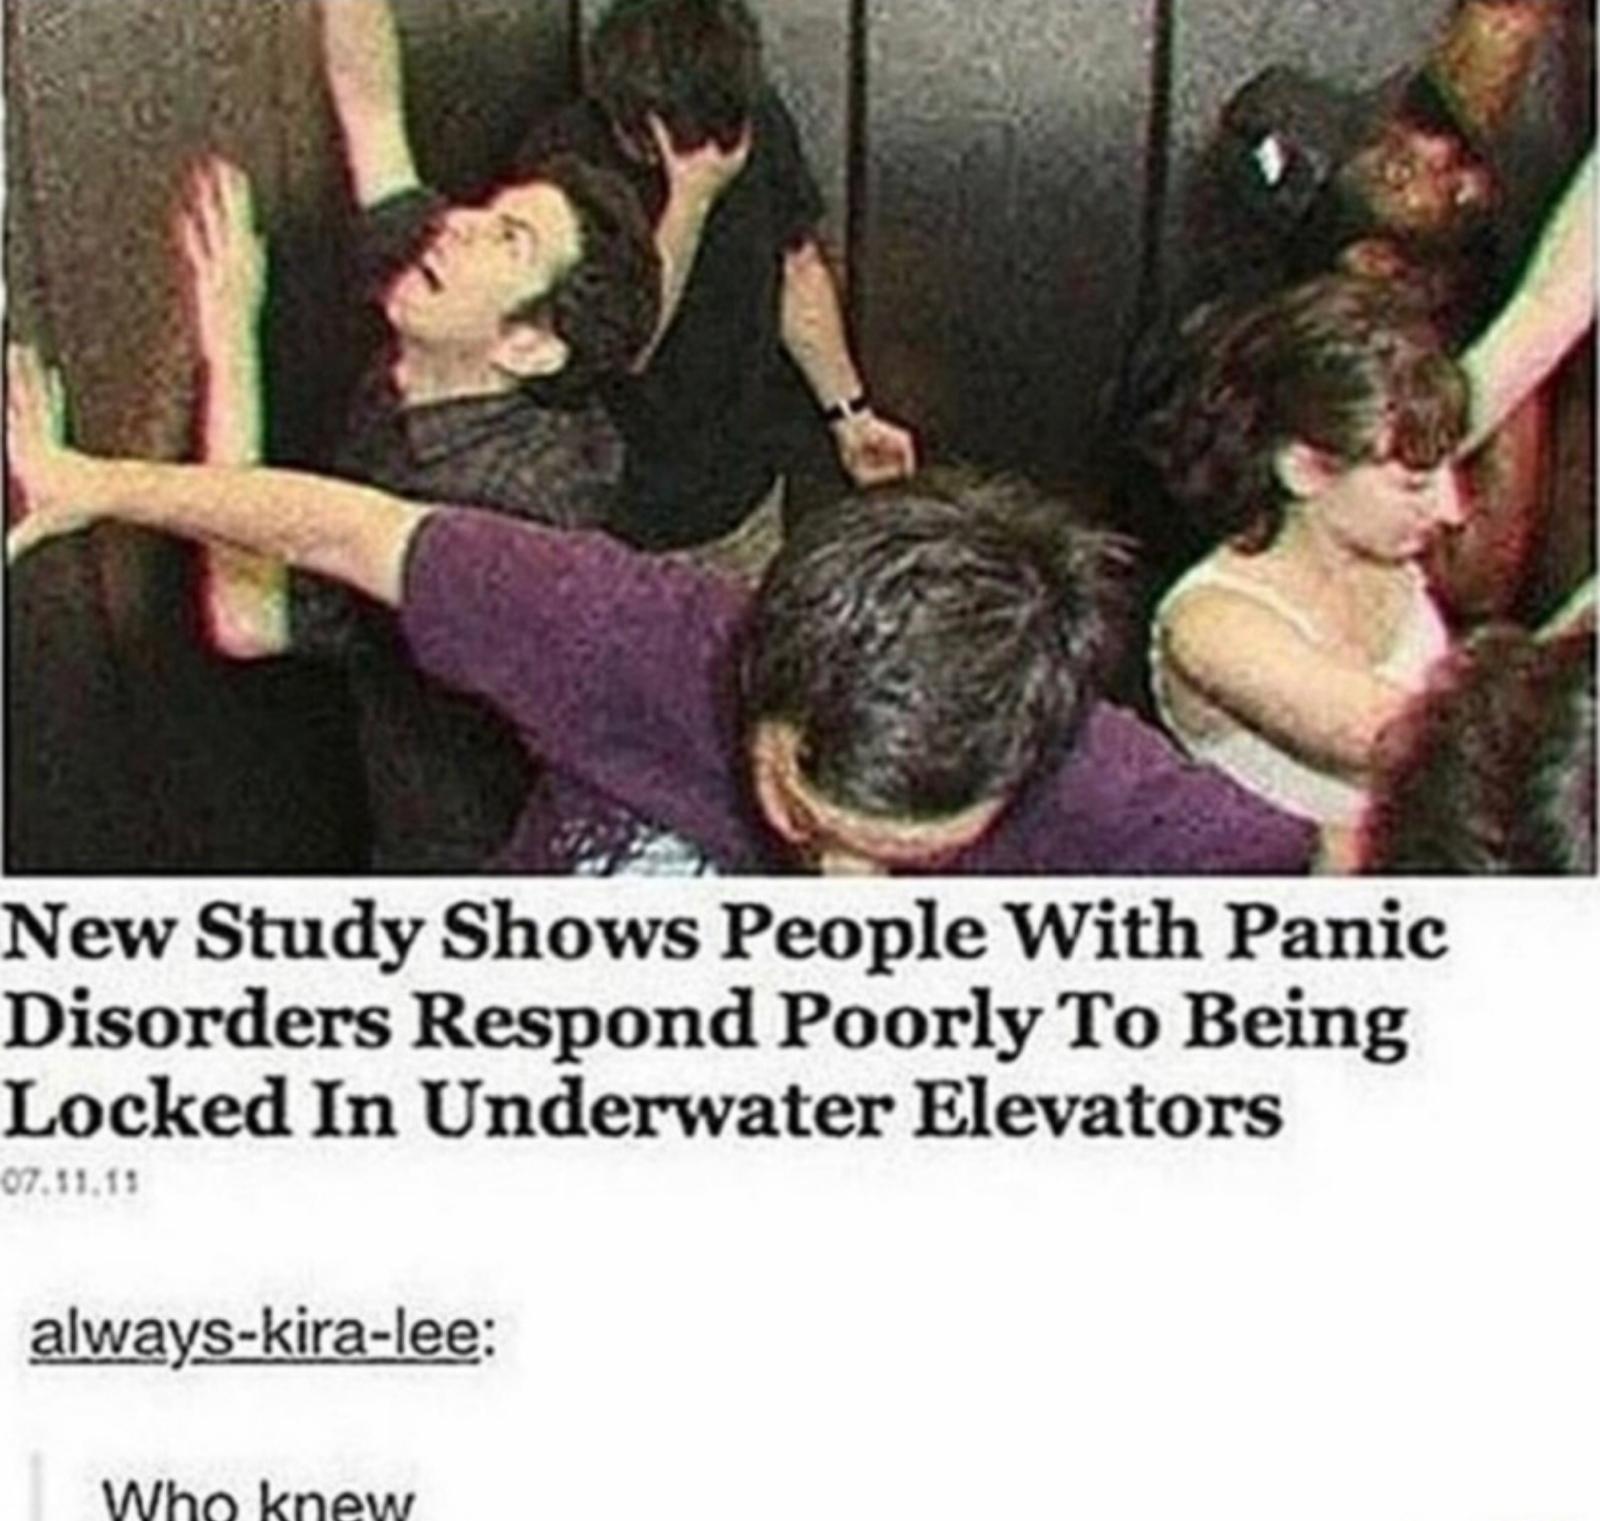 New Study Shows People With Panic
Disorders Respond Poorly To Being
Locked In Underwater Elevators
07.11.11
always-kira-lee:
Who knew